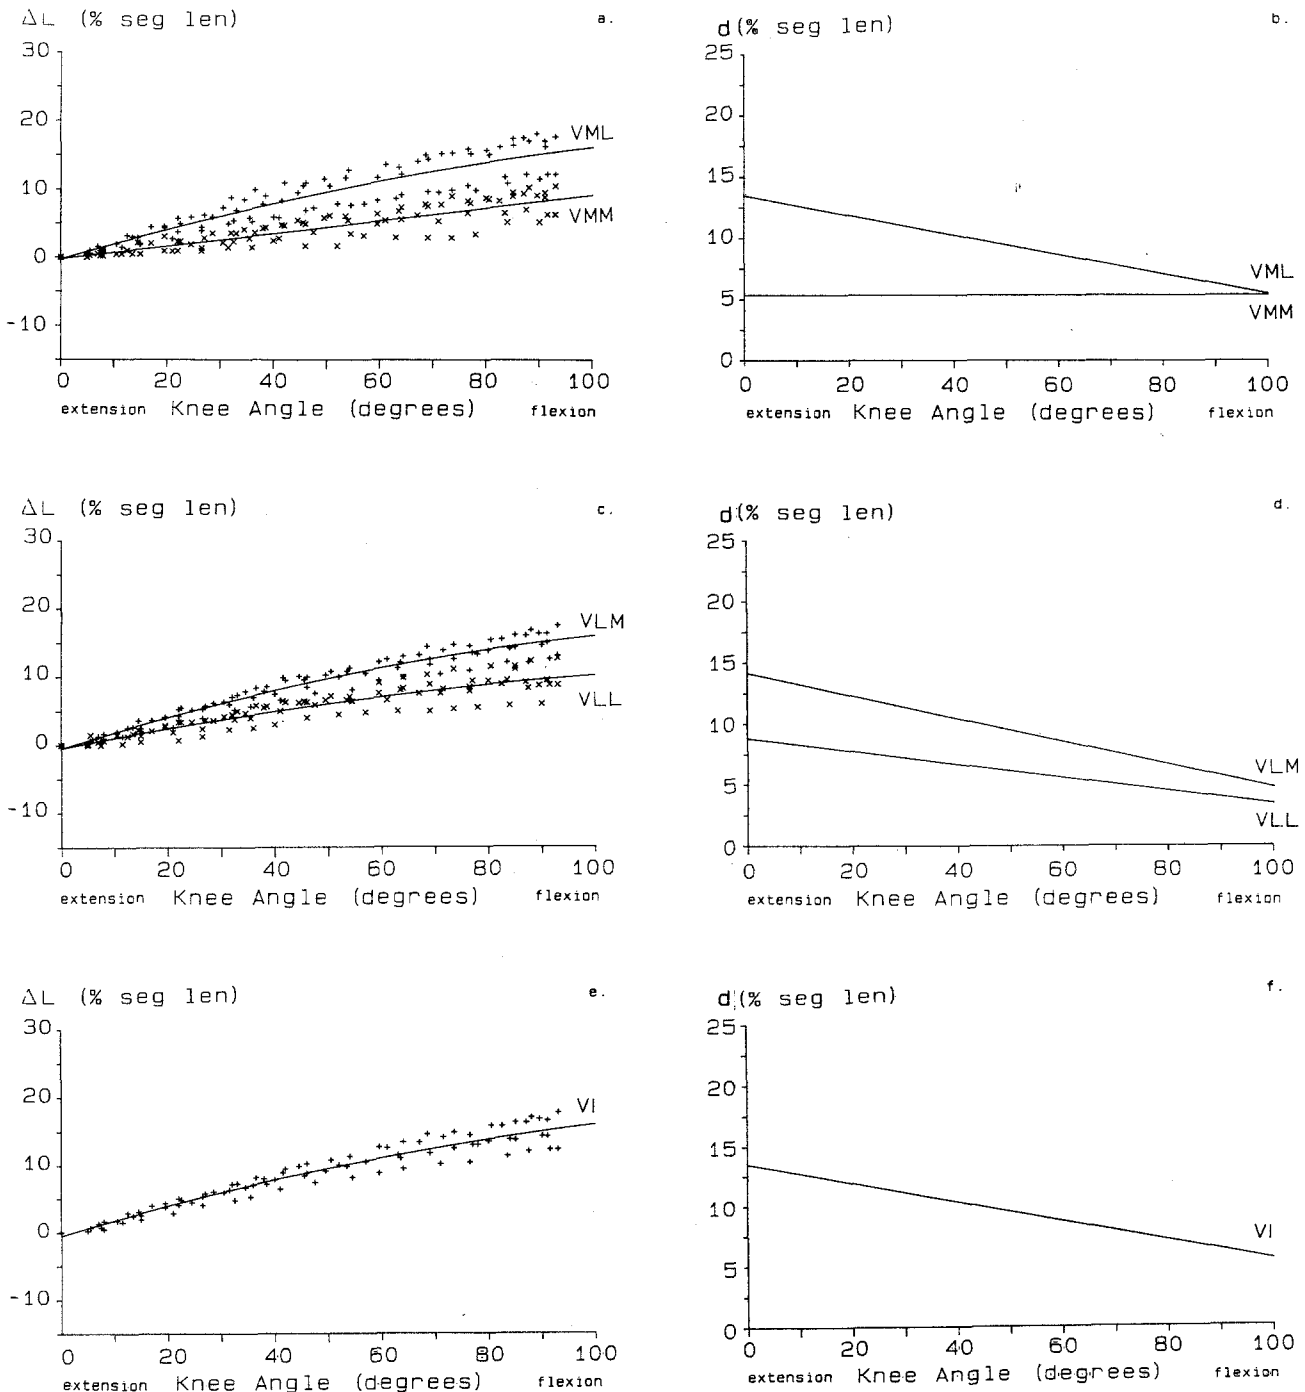 ΔL (% seg len)
a.
30
20
10
0
-10
VML
VMM
0 20 40 60 80 100
extension Knee Angle (degrees) flexion
d (% seg len)
b.
25
20
15
10
5
0
VML
VMM
0 20 40 60 80 100
extension Knee Angle (degrees) flexion
ΔL (% seg len)
c.
30
20
10
0
-10
VLM
VLL
0 20 40 60 80 100
extension Knee Angle (degrees) flexion
d (% seg len)
d.
25
20
15
10
5
0
VLM
VLL
0 20 40 60 80 100
extension Knee Angle (degrees) flexion
ΔL (% seg len)
e.
30
20
10
0
-10
VI
0 20 40 60 80 100
extension Knee Angle (degrees) flexion
d (% seg len)
f.
25
20
15
10
5
0
VI
0 20 40 60 80 100
extension Knee Angle (degrees) flexion